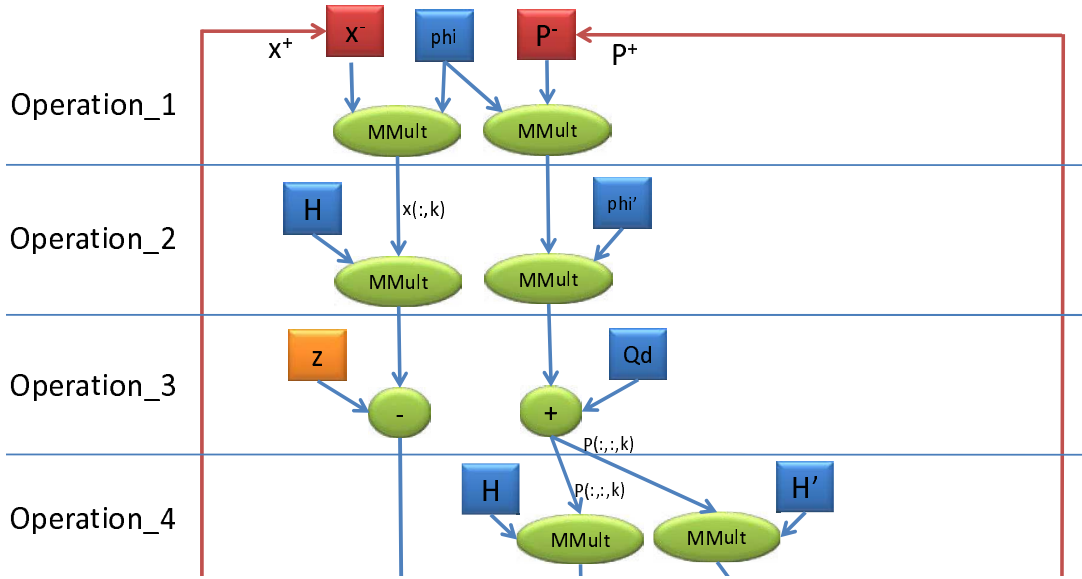 x⁻
phi
P⁻
x⁺
P⁺
Operation_1
MMult
MMult
H
x(:,k)
phi’
Operation_2
MMult
MMult
z
Qd
Operation_3
-
+
P(:,:,k)
H
P(:,:,k)
H’
Operation_4
MMult
MMult